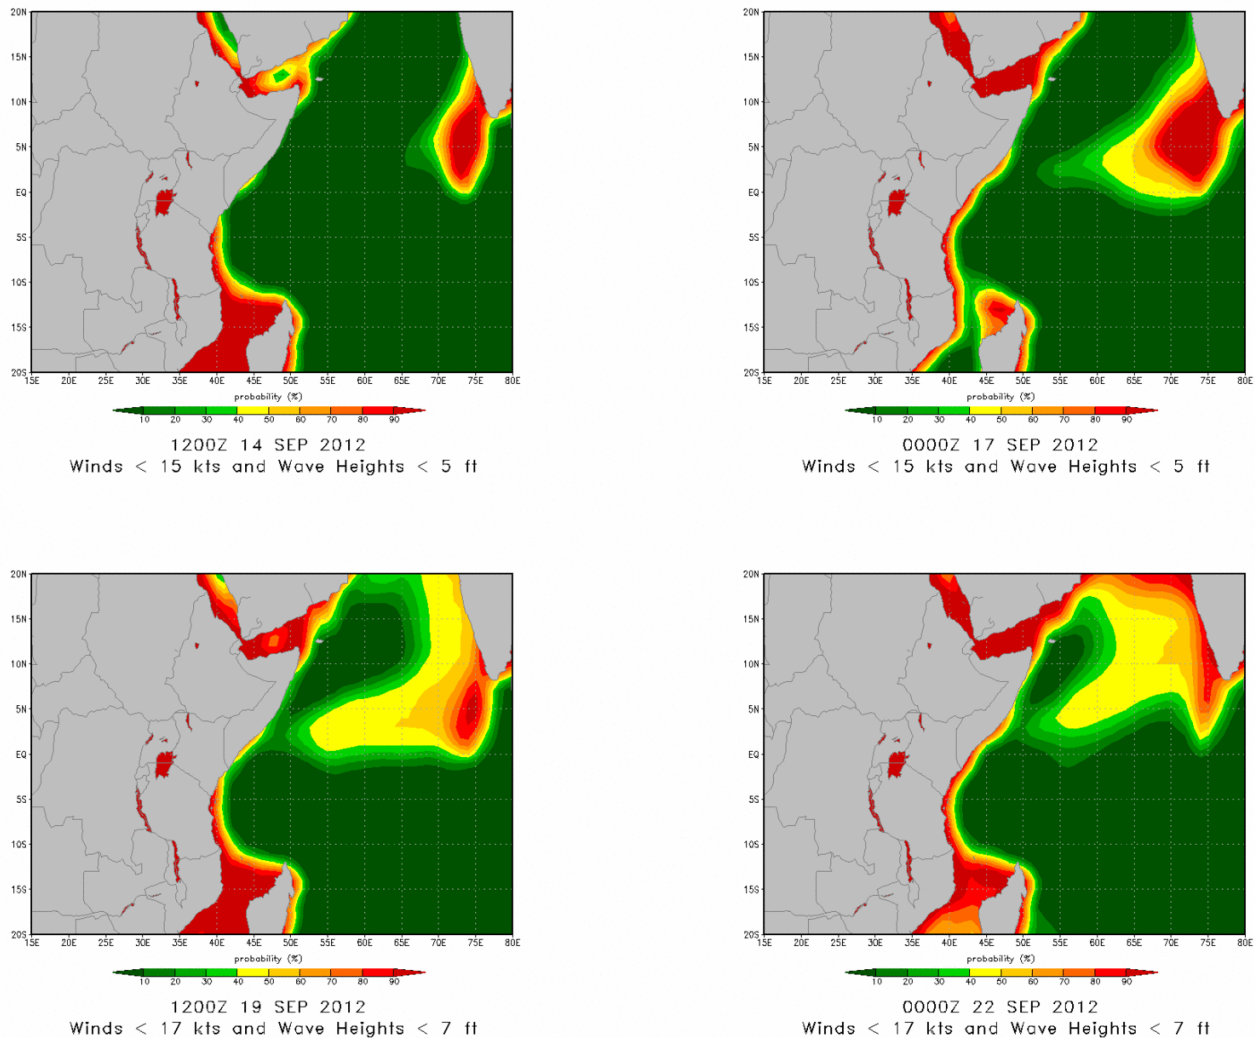 20N
15N
10N
5N
EQ
5S
10S
15S
20S
15E 20E 25E 30E 35E 40E 45E 50E 55E 60E 65E 70E 75E 80E
probability (%)
10 20 30 40 50 60 70 80 90
1200Z 14 SEP 2012
Winds < 15 kts and Wave Heights < 5 ft
20N
15N
10N
5N
EQ
5S
10S
15S
20S
15E 20E 25E 30E 35E 40E 45E 50E 55E 60E 65E 70E 75E 80E
probability (%)
10 20 30 40 50 60 70 80 90
0000Z 17 SEP 2012
Winds < 15 kts and Wave Heights < 5 ft
20N
15N
10N
5N
EQ
5S
10S
15S
20S
15E 20E 25E 30E 35E 40E 45E 50E 55E 60E 65E 70E 75E 80E
probability (%)
10 20 30 40 50 60 70 80 90
1200Z 19 SEP 2012
Winds < 17 kts and Wave Heights < 7 ft
20N
15N
10N
5N
EQ
5S
10S
15S
20S
15E 20E 25E 30E 35E 40E 45E 50E 55E 60E 65E 70E 75E 80E
probability (%)
10 20 30 40 50 60 70 80 90
0000Z 22 SEP 2012
Winds < 17 kts and Wave Heights < 7 ft